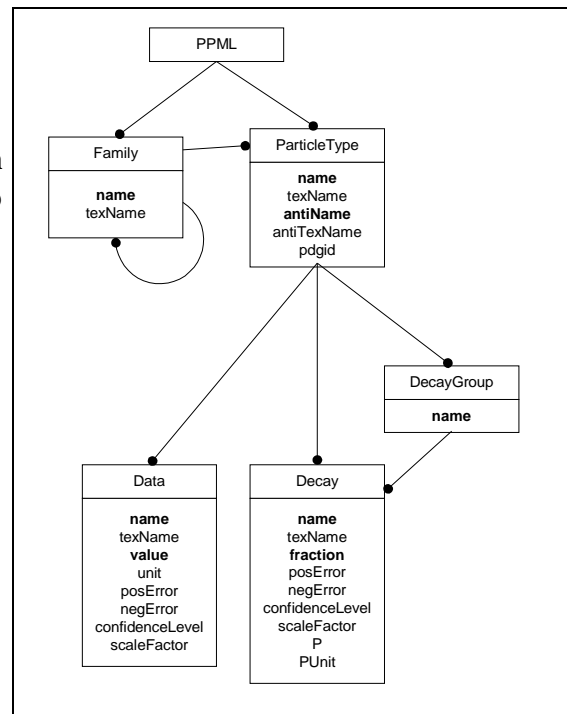 PPML
Family
name
texName
ParticleType
name
texName
antiName
antiTexName
pdgid
DecayGroup
name
Data
name
texName
value
unit
posError
negError
confidenceLevel
scaleFactor
Decay
name
texName
fraction
posError
negError
confidenceLevel
scaleFactor
P
PUnit